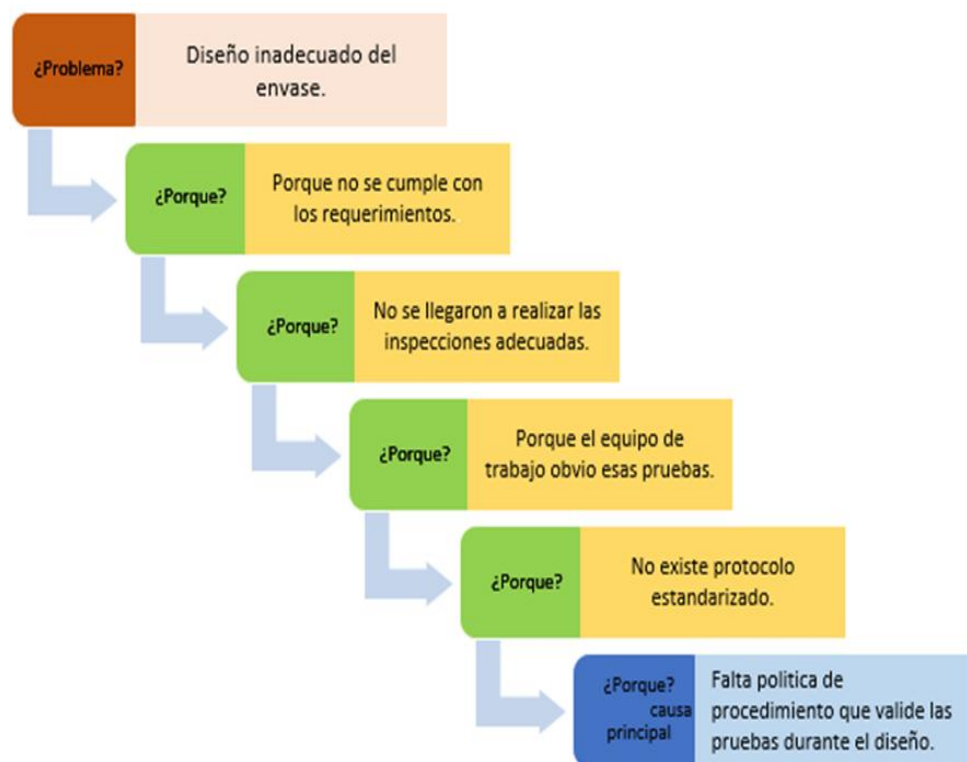 ¿Problema?
Diseño inadecuado del
envase.
¿Porque?
Porque no se cumple con
los requerimientos.
¿Porque?
No se llegaron a realizar las
inspecciones adecuadas.
¿Porque?
Porque el equipo de
trabajo obvio esas pruebas.
¿Porque?
No existe protocolo
estandarizado.
¿Porque?
causa
principal
Falta politica de
procedimiento que valide las
pruebas durante el diseño.